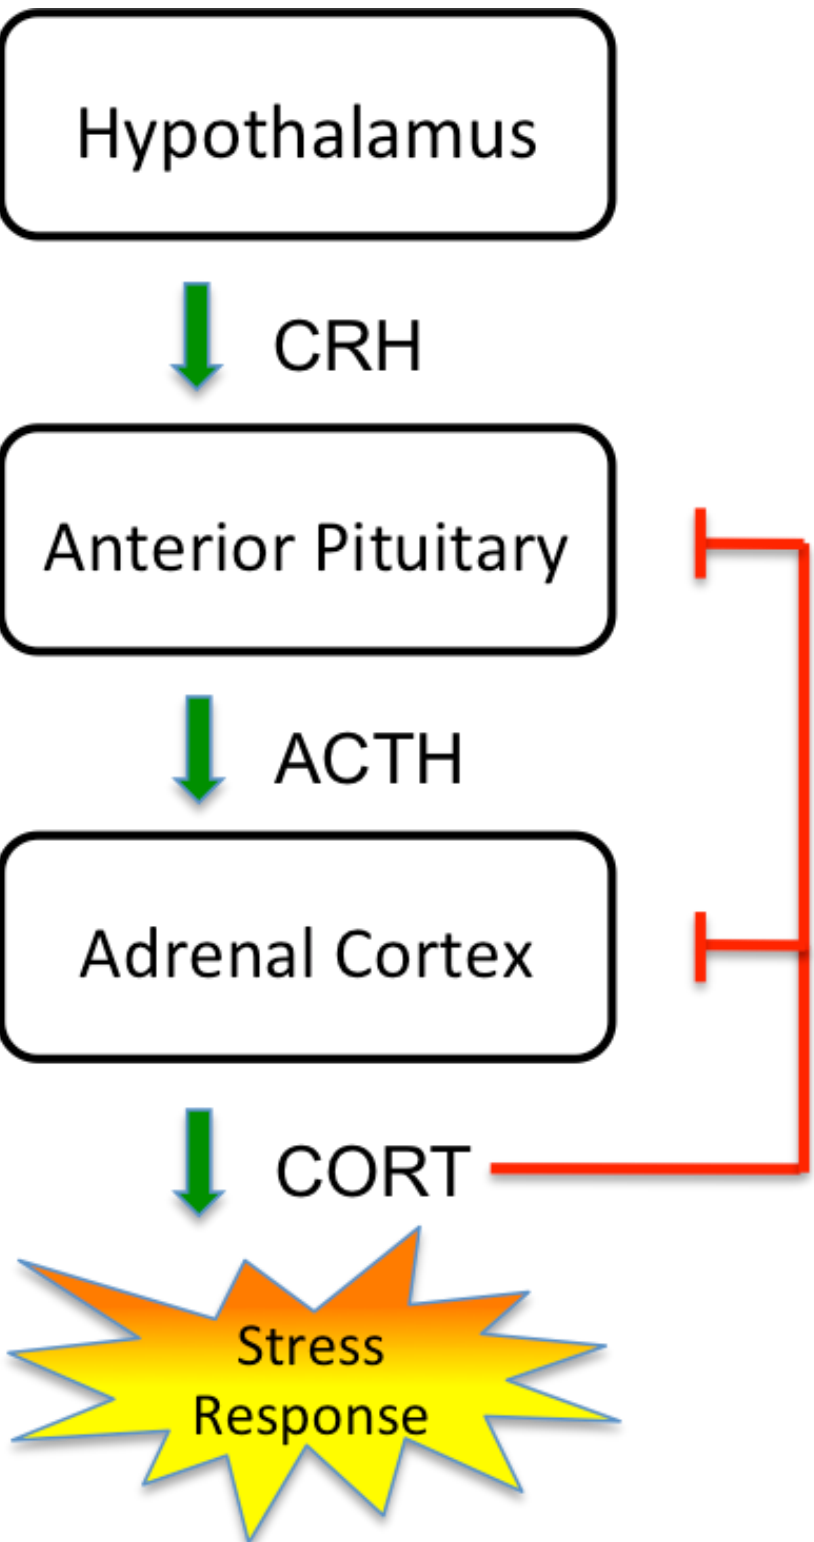 Hypothalamus
CRH
Anterior Pituitary
ACTH
Adrenal Cortex
CORT
Stress
Response